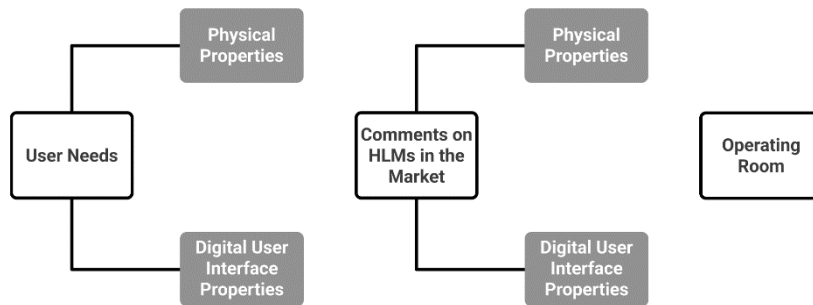 Physical
Properties
User Needs
Digital User
Interface
Properties
Physical
Properties
Comments on
HLMs in the
Market
Digital User
Interface
Properties
Operating
Room